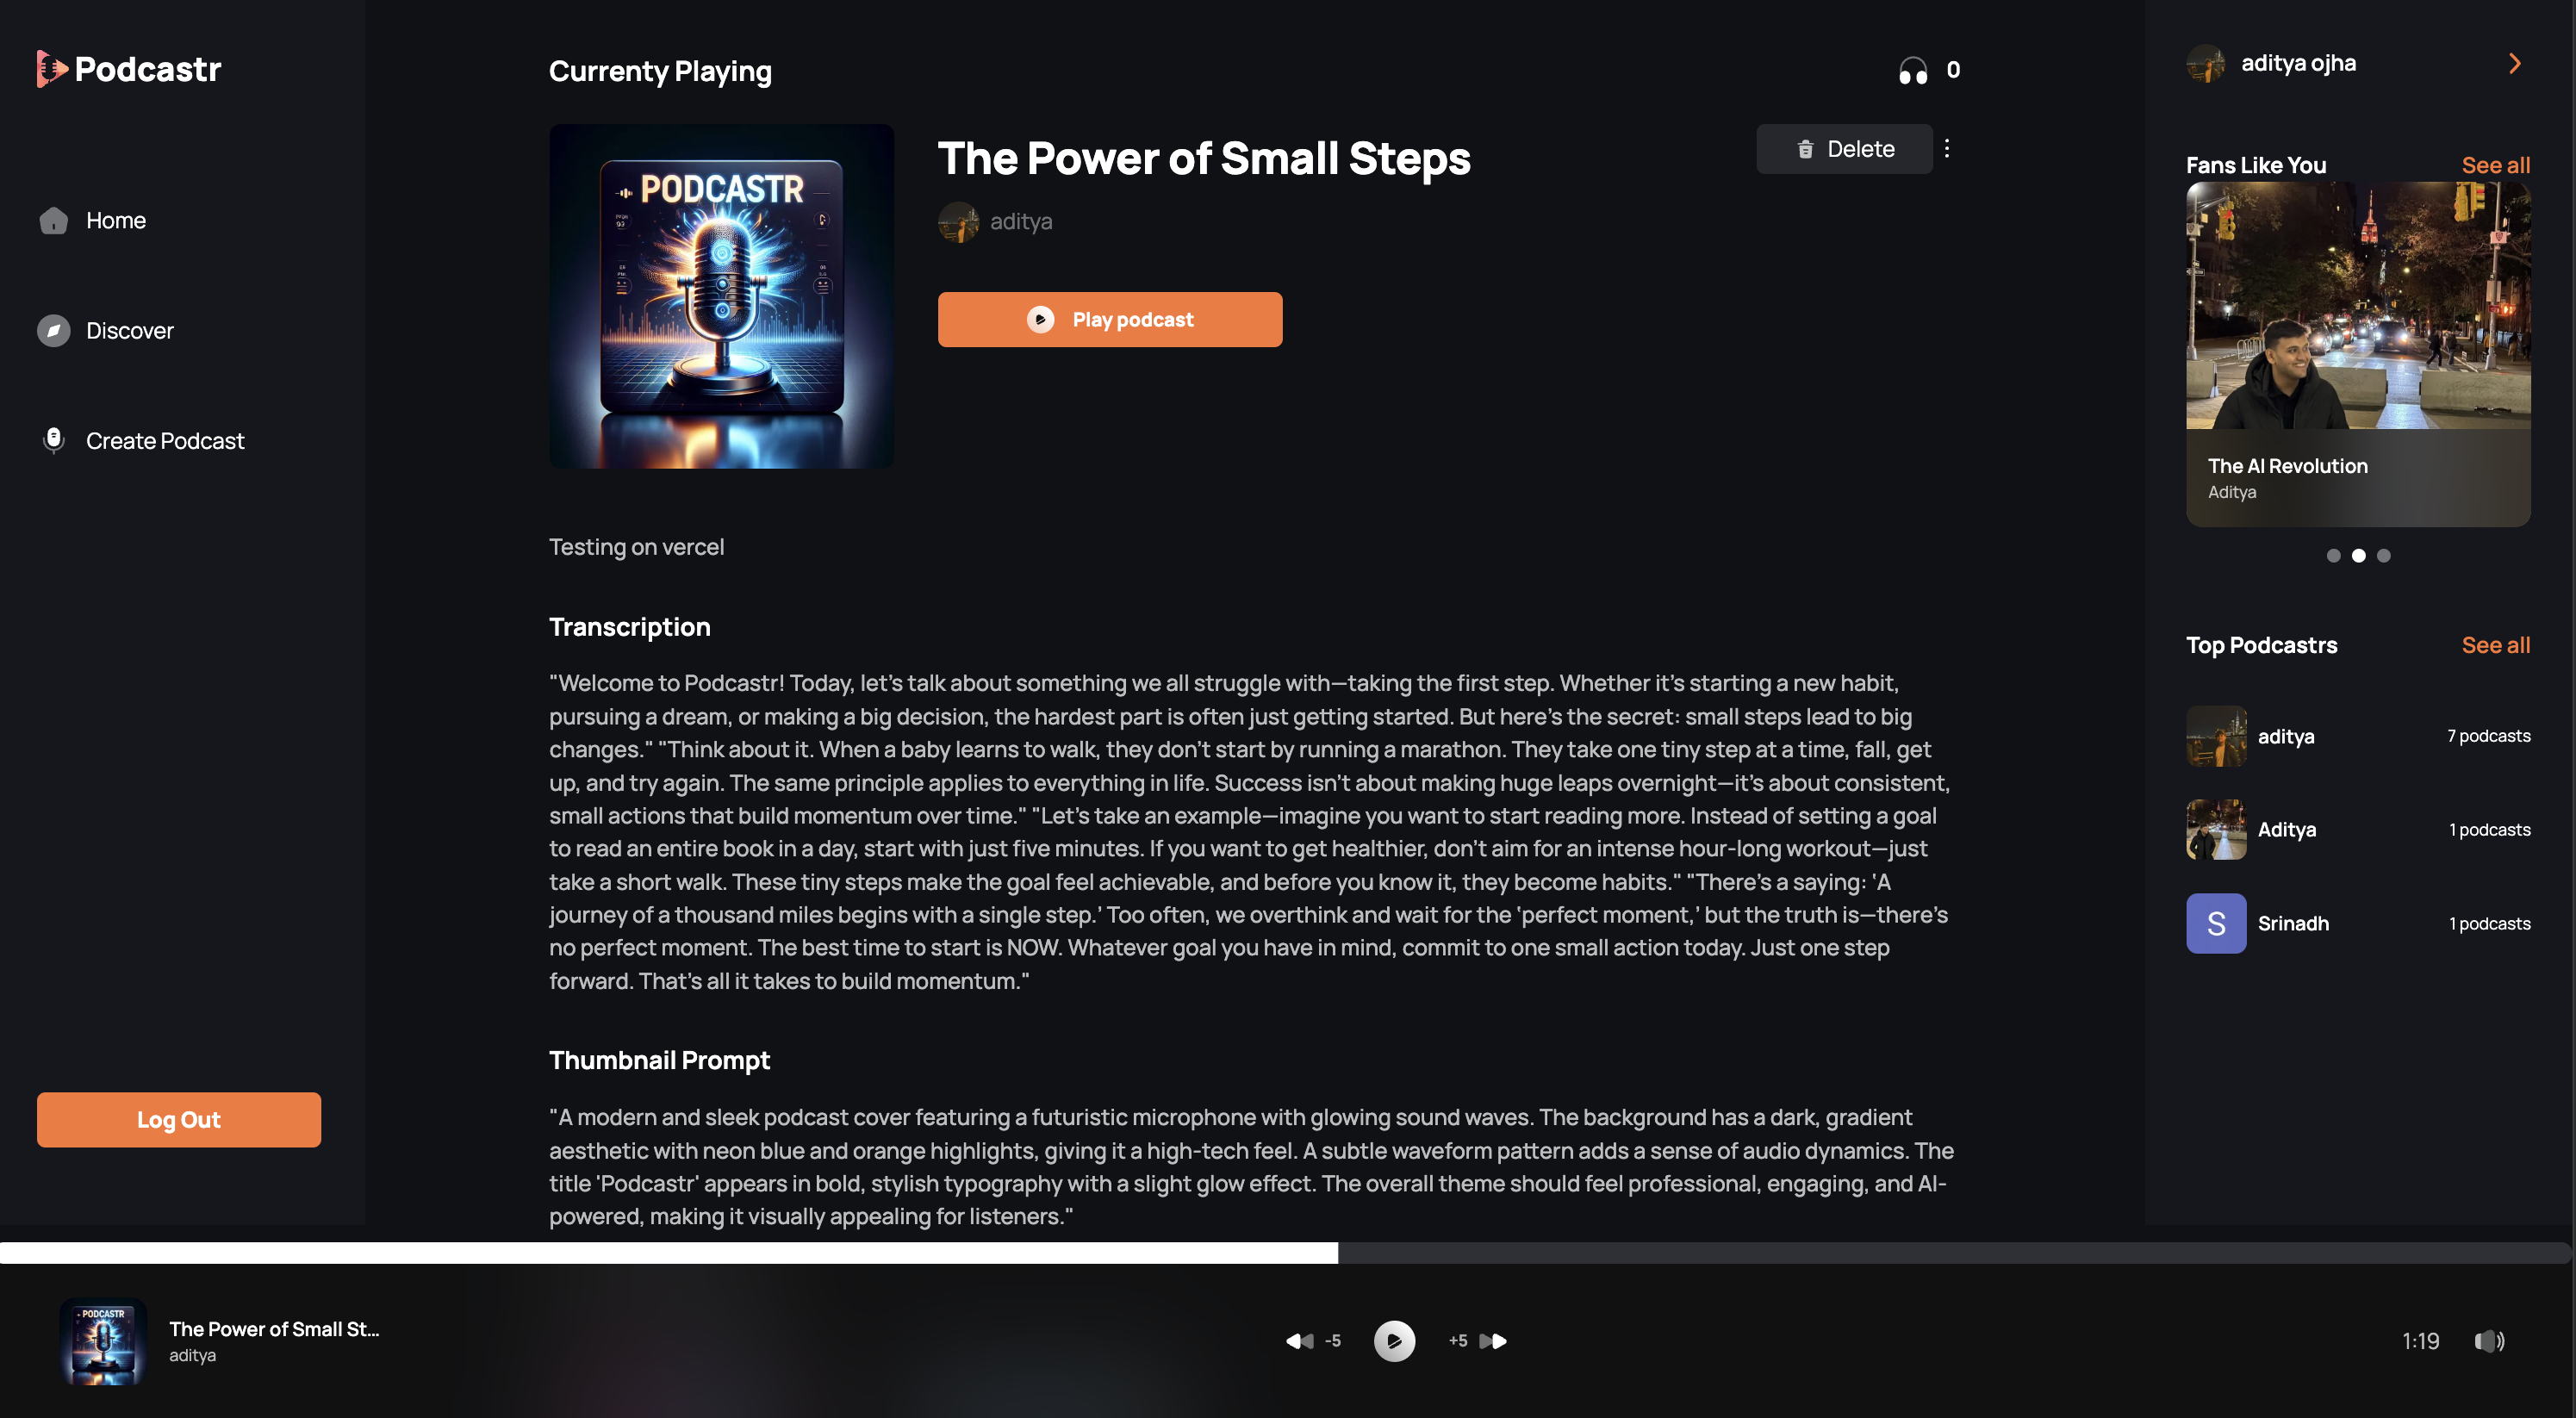 Podcastr
Home
Discover
Create Podcast
Log Out
Currenty Playing
0
PODCASTR
The Power of Small Steps
aditya
Delete
Play podcast
Testing on vercel
Transcription
"Welcome to Podcastr! Today, let’s talk about something we all struggle with—taking the first step. Whether it’s starting a new habit,
pursuing a dream, or making a big decision, the hardest part is often just getting started. But here’s the secret: small steps lead to big
changes." "Think about it. When a baby learns to walk, they don’t start by running a marathon. They take one tiny step at a time, fall, get
up, and try again. The same principle applies to everything in life. Success isn’t about making huge leaps overnight—it’s about consistent,
small actions that build momentum over time." "Let’s take an example—imagine you want to start reading more. Instead of setting a goal
to read an entire book in a day, start with just five minutes. If you want to get healthier, don’t aim for an intense hour-long workout—just
take a short walk. These tiny steps make the goal feel achievable, and before you know it, they become habits." "There’s a saying: ‘A
journey of a thousand miles begins with a single step.’ Too often, we overthink and wait for the ‘perfect moment,’ but the truth is—there’s
no perfect moment. The best time to start is NOW. Whatever goal you have in mind, commit to one small action today. Just one step
forward. That’s all it takes to build momentum."
Thumbnail Prompt
"A modern and sleek podcast cover featuring a futuristic microphone with glowing sound waves. The background has a dark, gradient
aesthetic with neon blue and orange highlights, giving it a high-tech feel. A subtle waveform pattern adds a sense of audio dynamics. The
title 'Podcastr' appears in bold, stylish typography with a slight glow effect. The overall theme should feel professional, engaging, and AI-
powered, making it visually appealing for listeners."
aditya ojha
Fans Like You
See all
The AI Revolution
Aditya
Top Podcastrs
See all
aditya
7 podcasts
Aditya
1 podcasts
S
Srinadh
1 podcasts
PODCASTR
The Power of Small St...
aditya
-5
+5
1:19